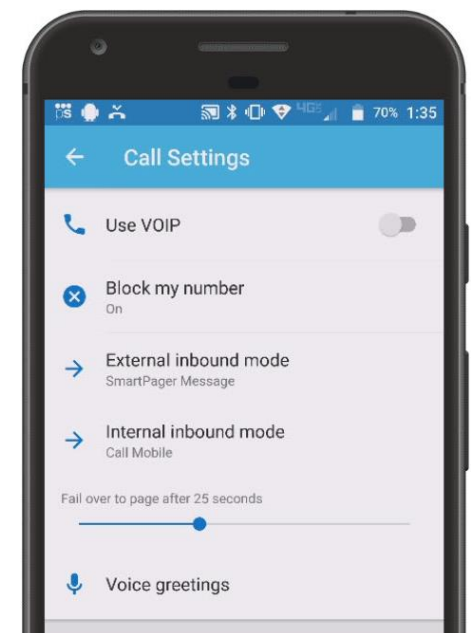 70% 1:35
Call Settings
Use VOIP
Block my number
On
External inbound mode
SmartPager Message
Internal inbound mode
Call Mobile
Fail over to page after 25 seconds
Voice greetings